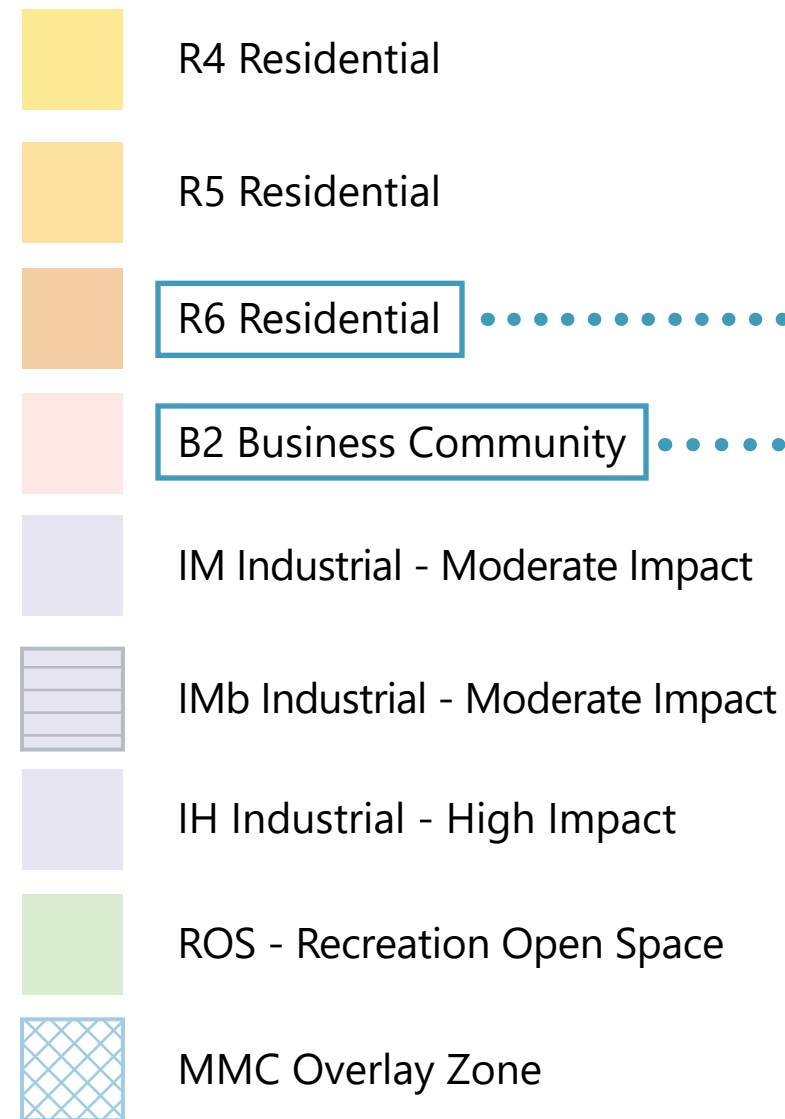 R4 Residential
R5 Residential
R6 Residential
B2 Business Community
IM Industrial - Moderate Impact
IMb Industrial - Moderate Impact
IH Industrial - High Impact
ROS - Recreation Open Space
MMC Overlay Zone